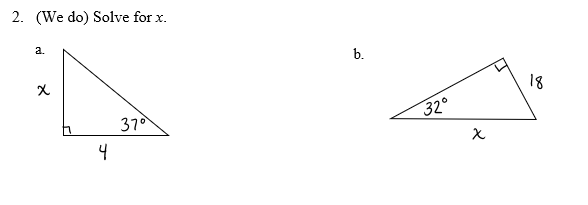 2. (We do) Solve for x.
a.
b.
x
37°
4
32°
18
x